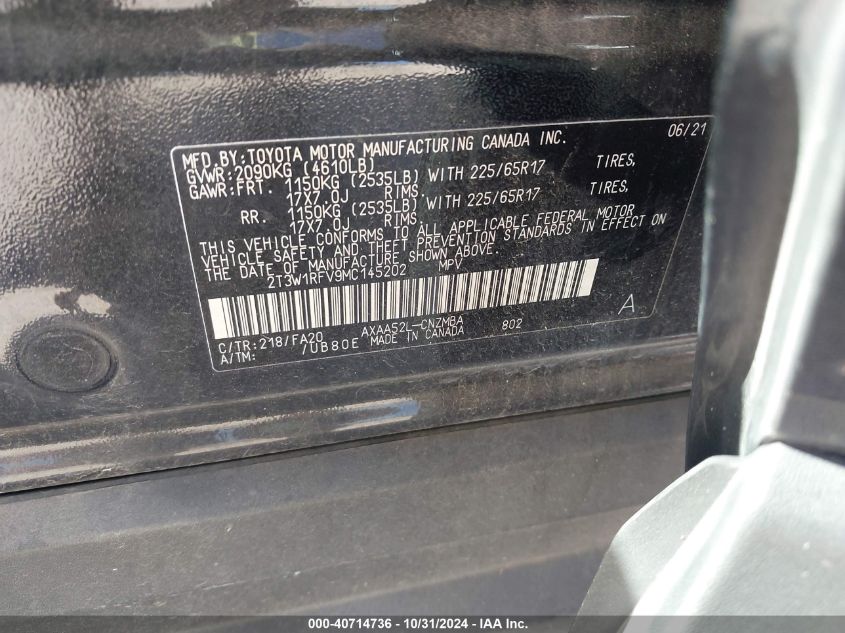 06/21
MFD.BY:TOYOTA MOTOR MANUFACTURING CANADA INC.
GVWR:2090KG (4610LB)
GAWR:FRT. 1150KG (2535LB) WITH 225/65R17 TIRES,
17X7.0J RIMS
RR. 1150KG (2535LB) WITH 225/65R17 TIRES,
17X7.0J RIMS
THIS VEHICLE CONFORMS TO ALL APPLICABLE FEDERAL MOTOR
VEHICLE SAFETY AND THEFT PREVENTION STANDARDS IN EFFECT ON
THE DATE OF MANUFACTURE SHOWN ABOVE.
2T3W1RFV9MC145202 MPV
C/TR:218/FA20 AXAA52L-CNZMBA 802 A
A/TM: /UB80E MADE IN CANADA
000-40714736 - 10/31/2024 - IAA Inc.